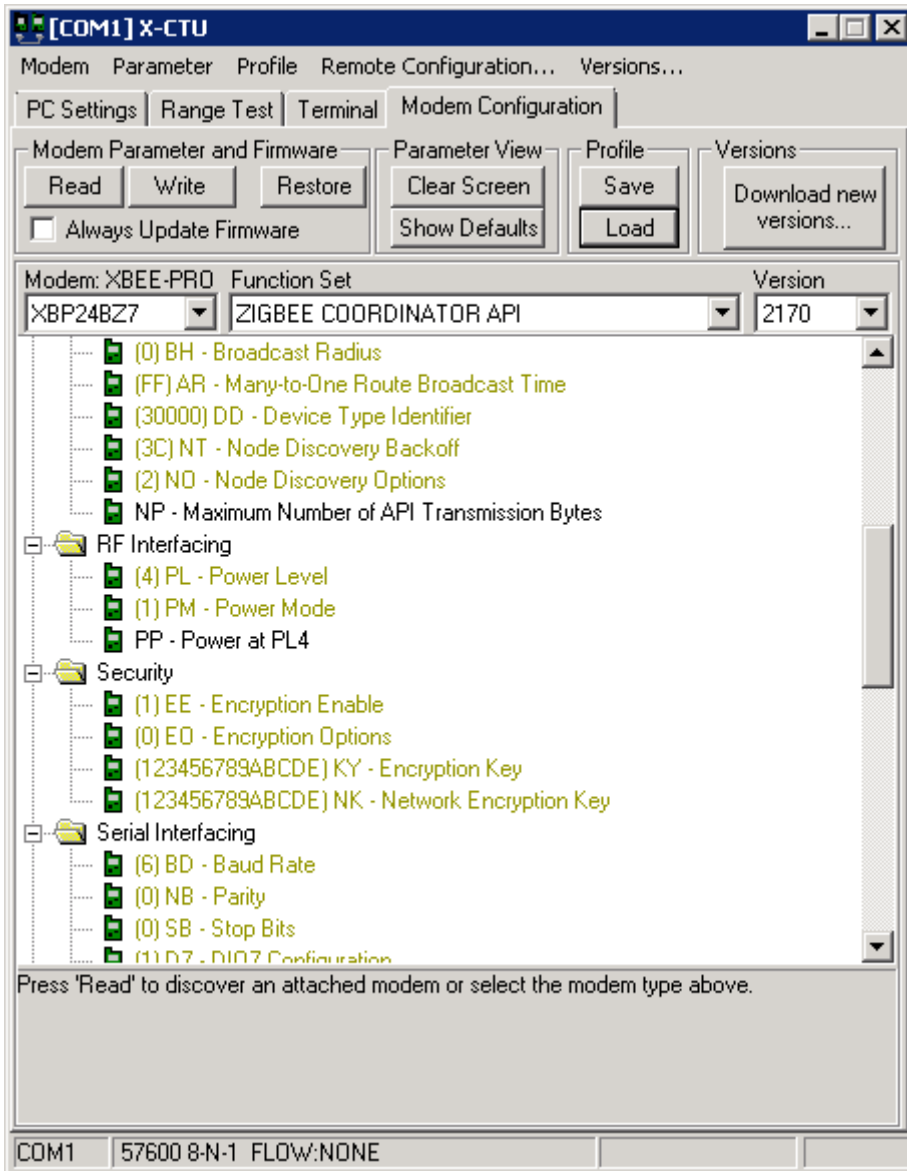 [COM1] X-CTU
Modem Parameter Profile Remote Configuration... Versions...
PC Settings Range Test Terminal Modem Configuration
Modem Parameter and Firmware Parameter View Profile Versions
Read Write Restore Clear Screen Save Download new versions...
Always Update Firmware Show Defaults Load
Modem: XBEE-PRO Function Set Version
XBP24BZ7 ZIGBEE COORDINATOR API 2170
(0) BH - Broadcast Radius
(FF) AR - Many-to-One Route Broadcast Time
(30000) DD - Device Type Identifier
(3C) NT - Node Discovery Backoff
(2) NO - Node Discovery Options
NP - Maximum Number of API Transmission Bytes
RF Interfacing
(4) PL - Power Level
(1) PM - Power Mode
PP - Power at PL4
Security
(1) EE - Encryption Enable
(0) EO - Encryption Options
(123456789ABCDE) KY - Encryption Key
(123456789ABCDE) NK - Network Encryption Key
Serial Interfacing
(6) BD - Baud Rate
(0) NB - Parity
(0) SB - Stop Bits
(1) D7 - DIO7 Configuration
Press 'Read' to discover an attached modem or select the modem type above.
COM1 57600 8-N-1 FLOW:NONE